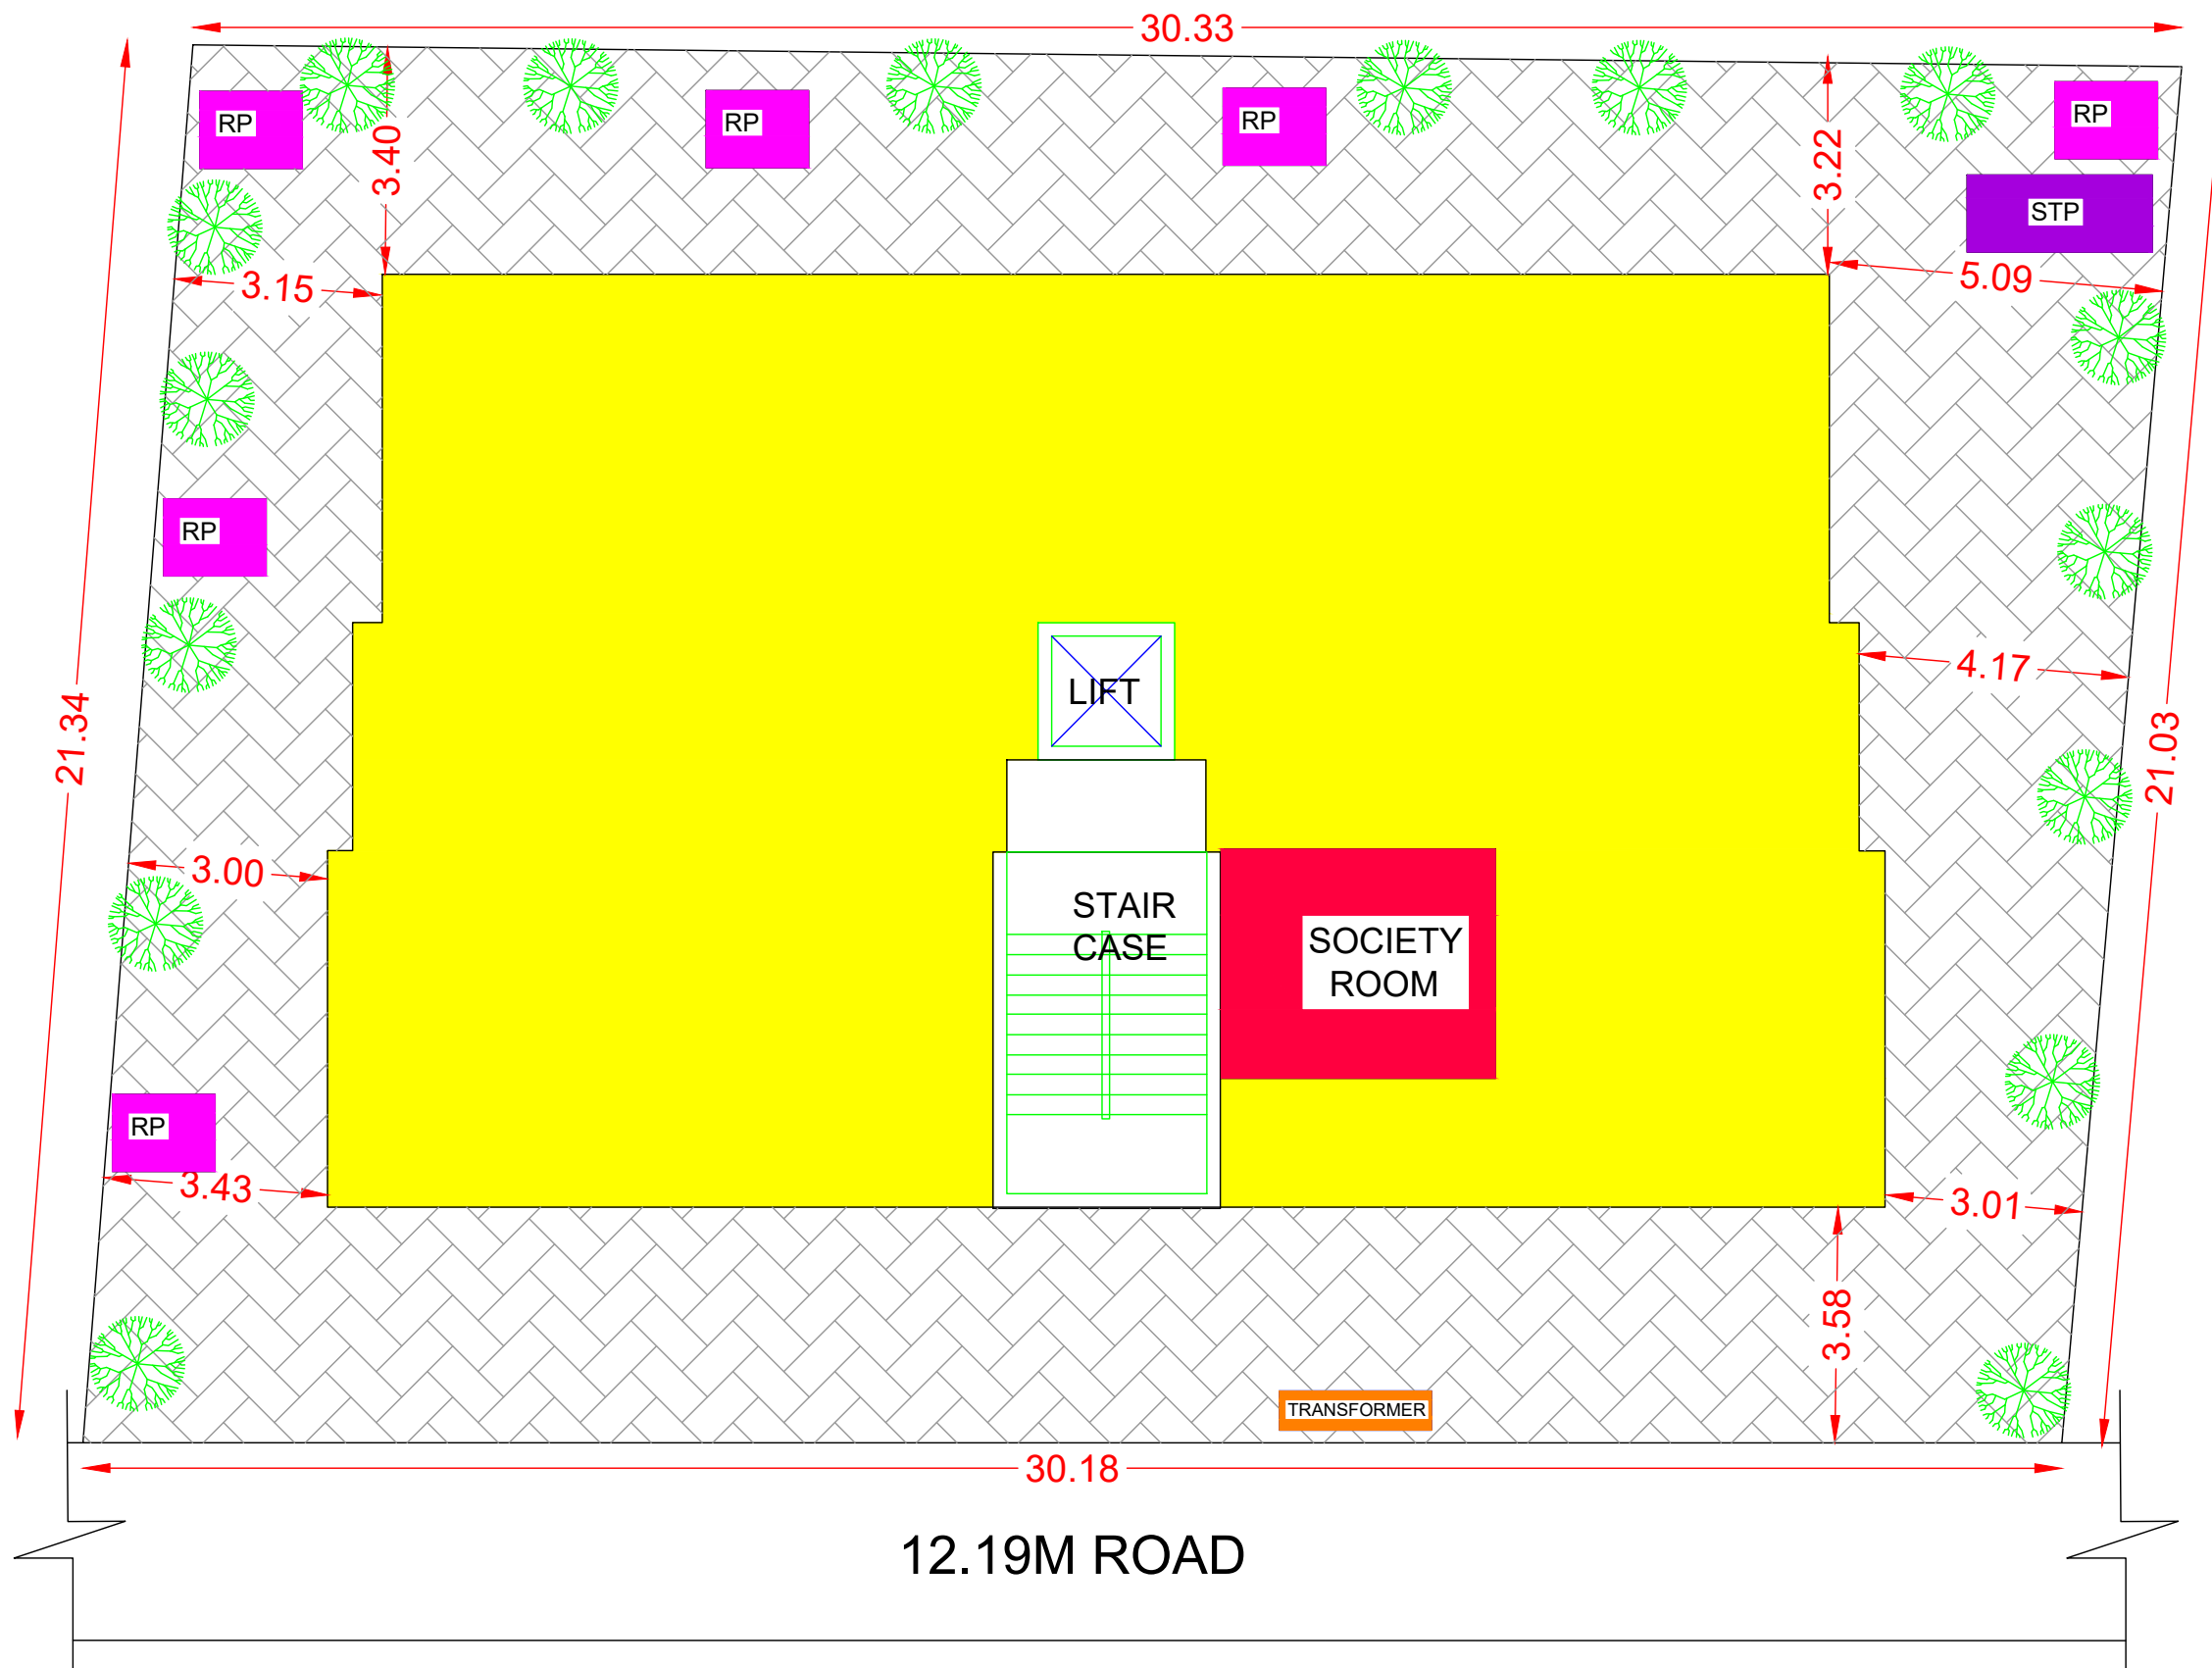 30.33
RP
RP
RP
RP
3.40
3.22
STP
3.15
5.09
RP
LIFT
4.17
21.34
21.03
3.00
STAIR
CASE
SOCIETY
ROOM
RP
3.43
3.01
3.58
TRANSFORMER
30.18
12.19M ROAD